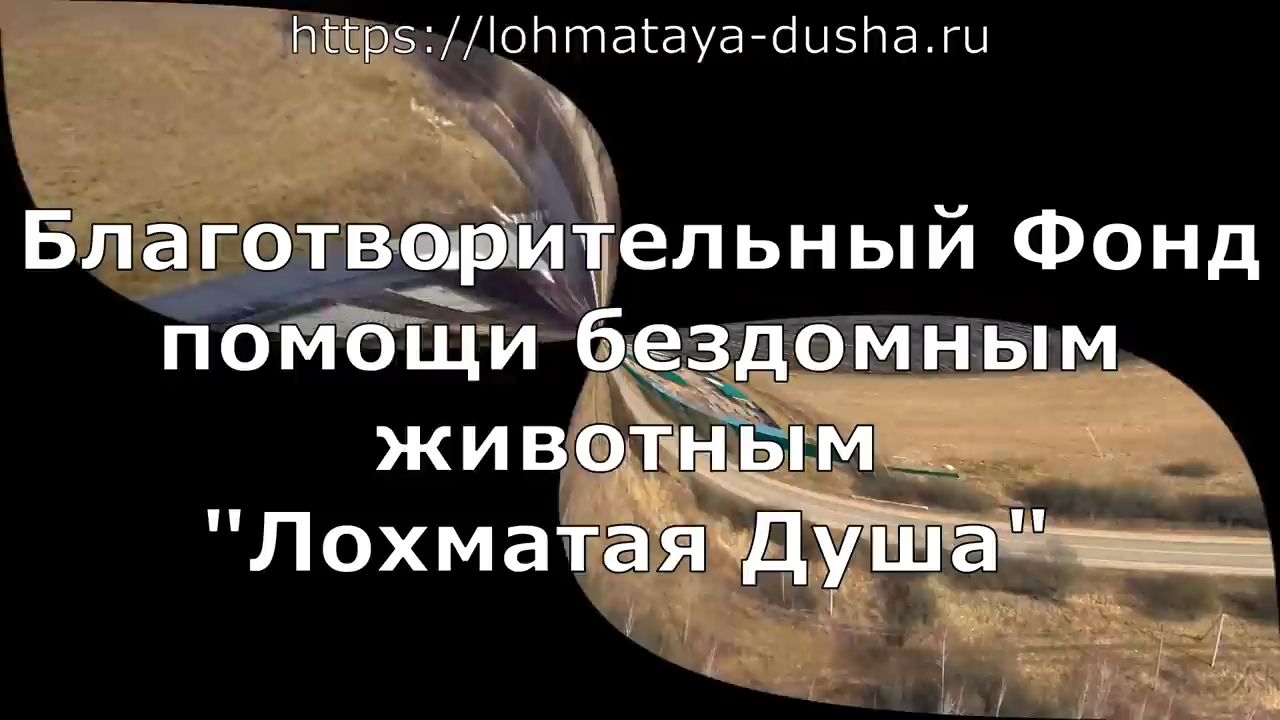 https://lohmataya-dusha.ru
Благотворительный Фонд
помощи бездомным
животным
"Лохматая Душа"